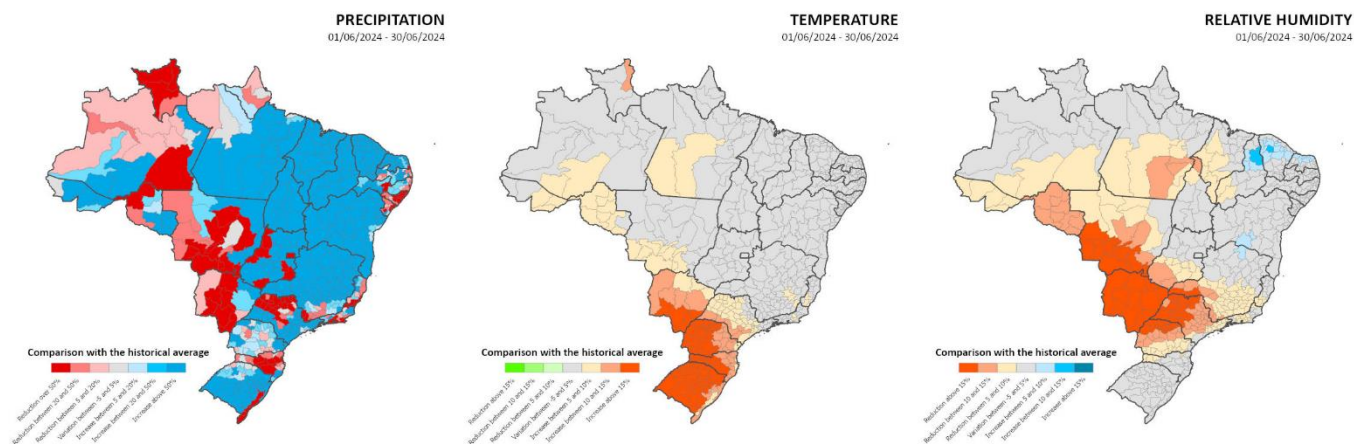 PRECIPITATION
01/06/2024 - 30/06/2024
Comparison with the historical average
Reduction over 50%
Reduction between 20 and 50%
Reduction between 5 and 20%
Variation between -5 and 5%
Increase between 5 and 20%
Increase between 20 and 50%
Increase above 50%
TEMPERATURE
01/06/2024 - 30/06/2024
Comparison with the historical average
Reduction above 15%
Reduction between 10 and 15%
Reduction between 5 and 10%
Variation between -5 and 5%
Increase between 5 and 10%
Increase between 10 and 15%
Increase above 15%
RELATIVE HUMIDITY
01/06/2024 - 30/06/2024
Comparison with the historical average
Reduction above 15%
Reduction between 10 and 15%
Reduction between 5 and 10%
Variation between -5 and 5%
Increase between 5 and 10%
Increase between 10 and 15%
Increase above 15%